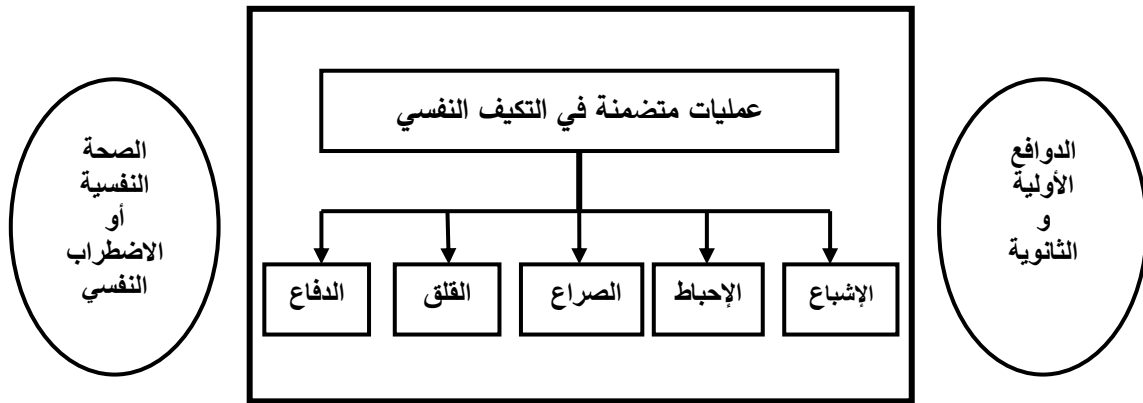 عمليات متضمنة في التكيف النفسي
الدوافع
الأولية
و
الثانوية
الإشباع
الإحباط
الصراع
القلق
الدفاع
الصحة
النفسية
أو
الاضطراب
النفسي